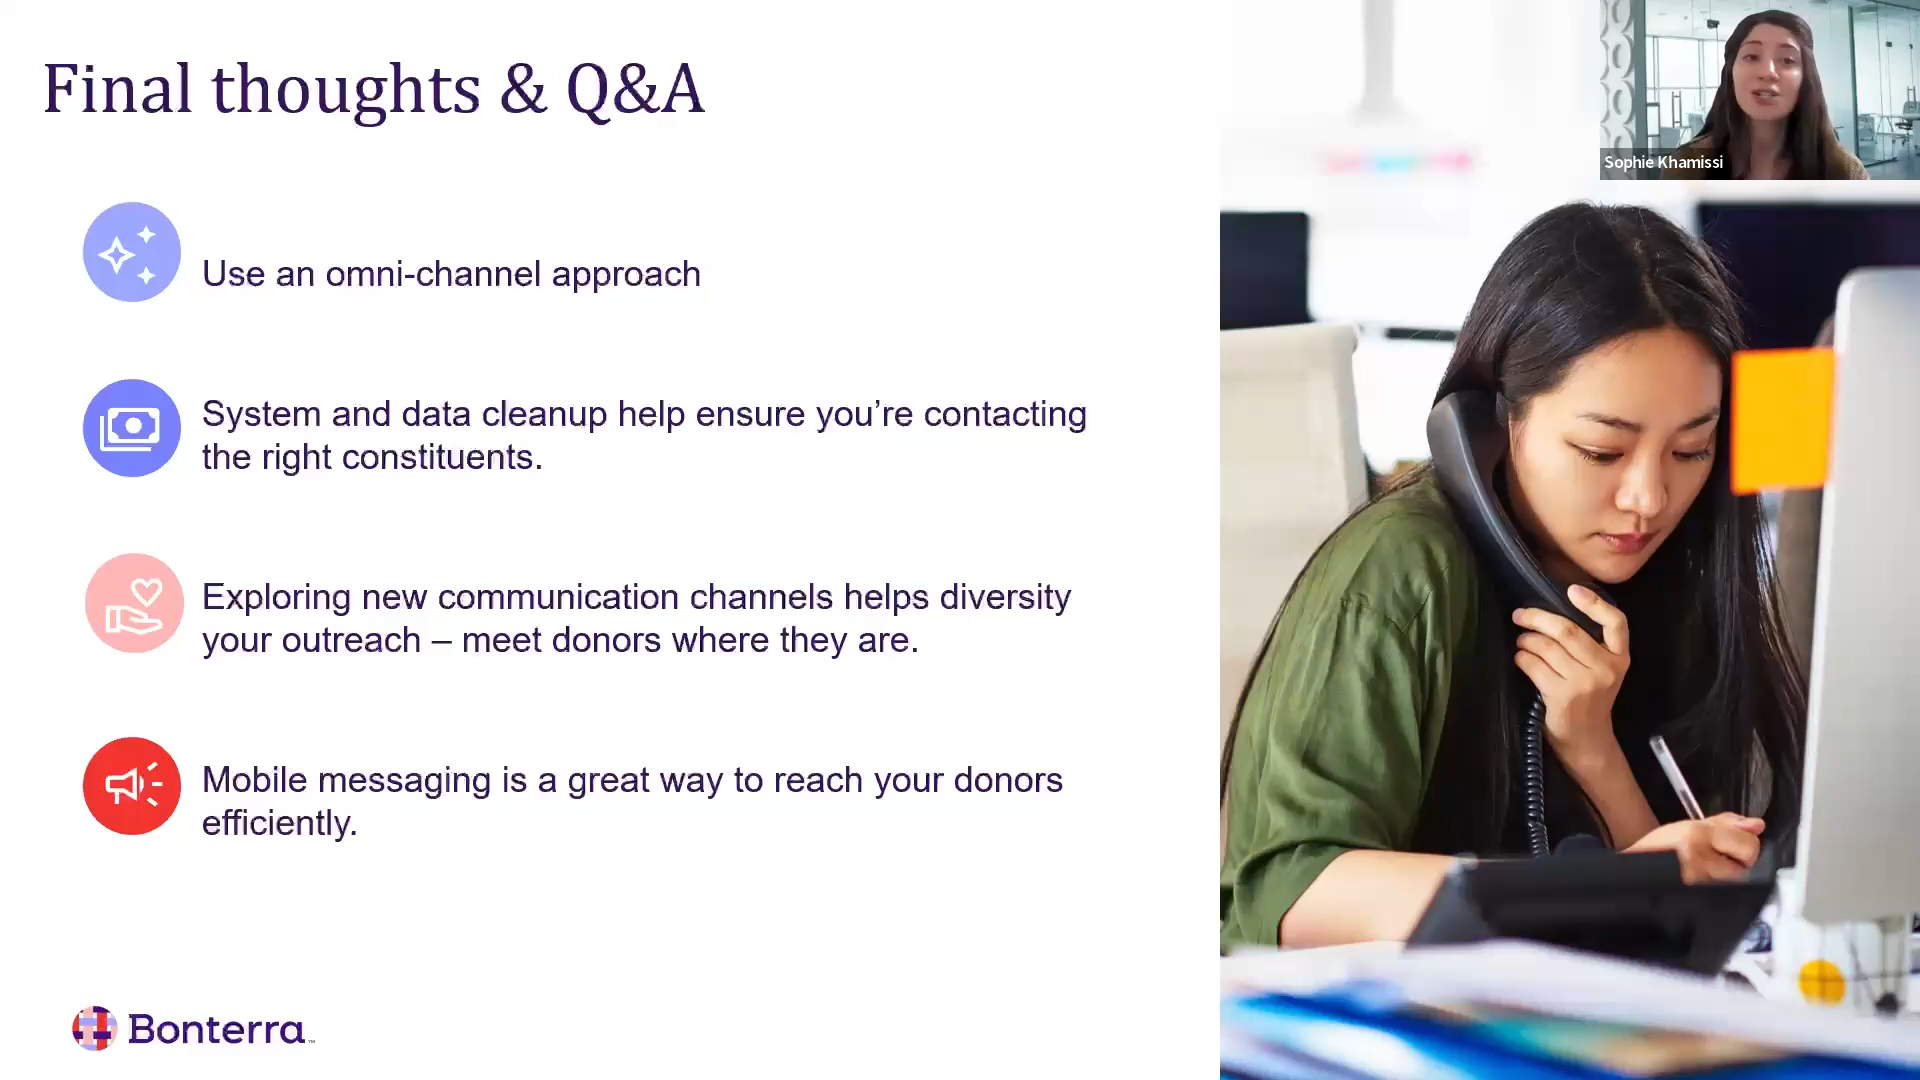 Final thoughts & Q&A
Sophie Khamissi
Use an omni-channel approach
System and data cleanup help ensure you’re contacting
the right constituents.
Exploring new communication channels helps diversity
your outreach – meet donors where they are.
Mobile messaging is a great way to reach your donors
efficiently.
Bonterra™